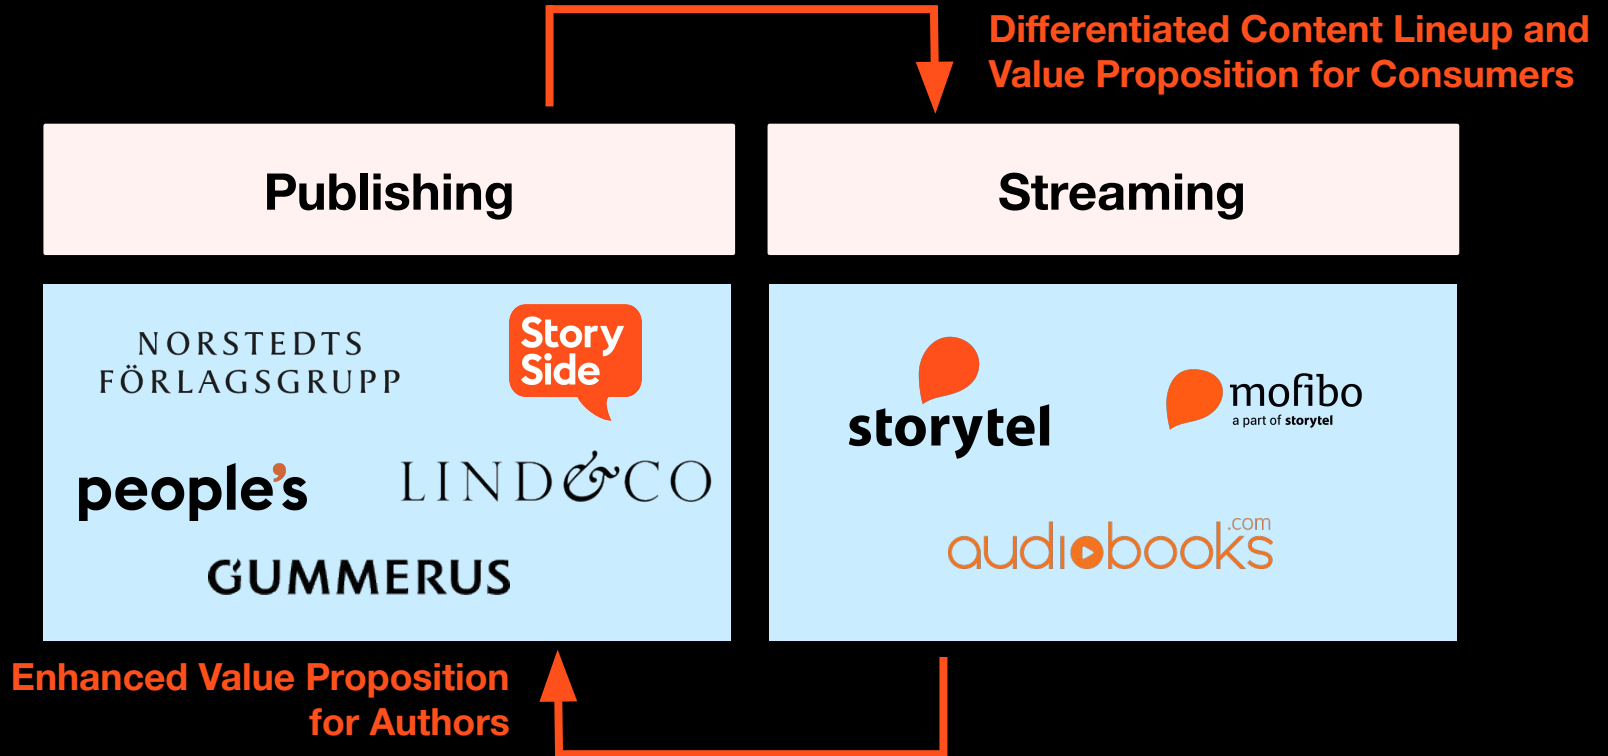 Differentiated Content Lineup and
Value Proposition for Consumers
Publishing
Streaming
NORSTEDTS
FÖRLAGSGRUPP
Story
Side
people's
LIND&CO
GUMMERUS
storytel
mofibo
a part of storytel
audiobooks
.com
Enhanced Value Proposition
for Authors